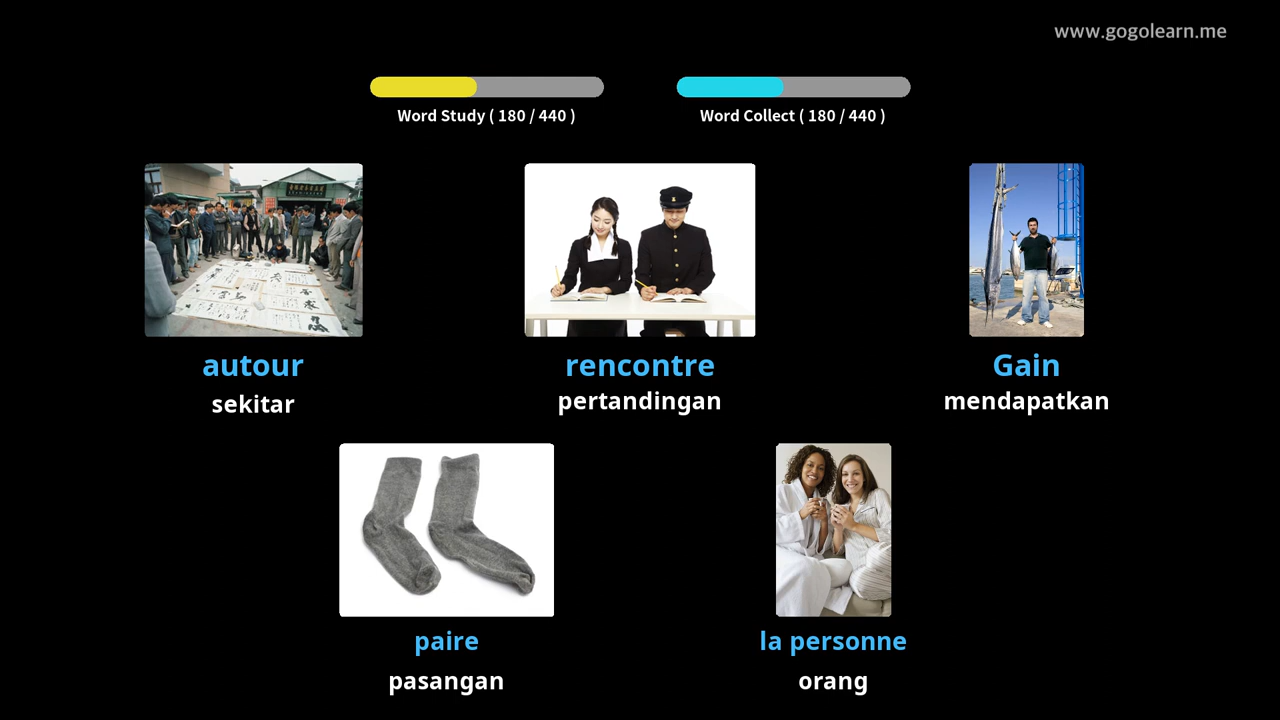 www.gogolearn.me
Word Study ( 180 / 440 )
Word Collect ( 180 / 440 )
autour
sekitar
rencontre
pertandingan
Gain
mendapatkan
paire
pasangan
la personne
orang